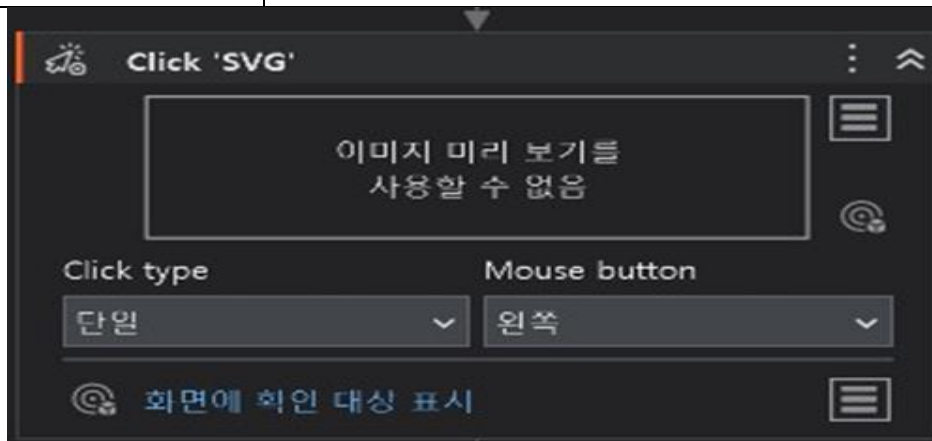 Click 'SVG'
이미지 미리 보기를
사용할 수 없음
Click type
Mouse button
단일
왼쪽
화면에 확인 대상 표시